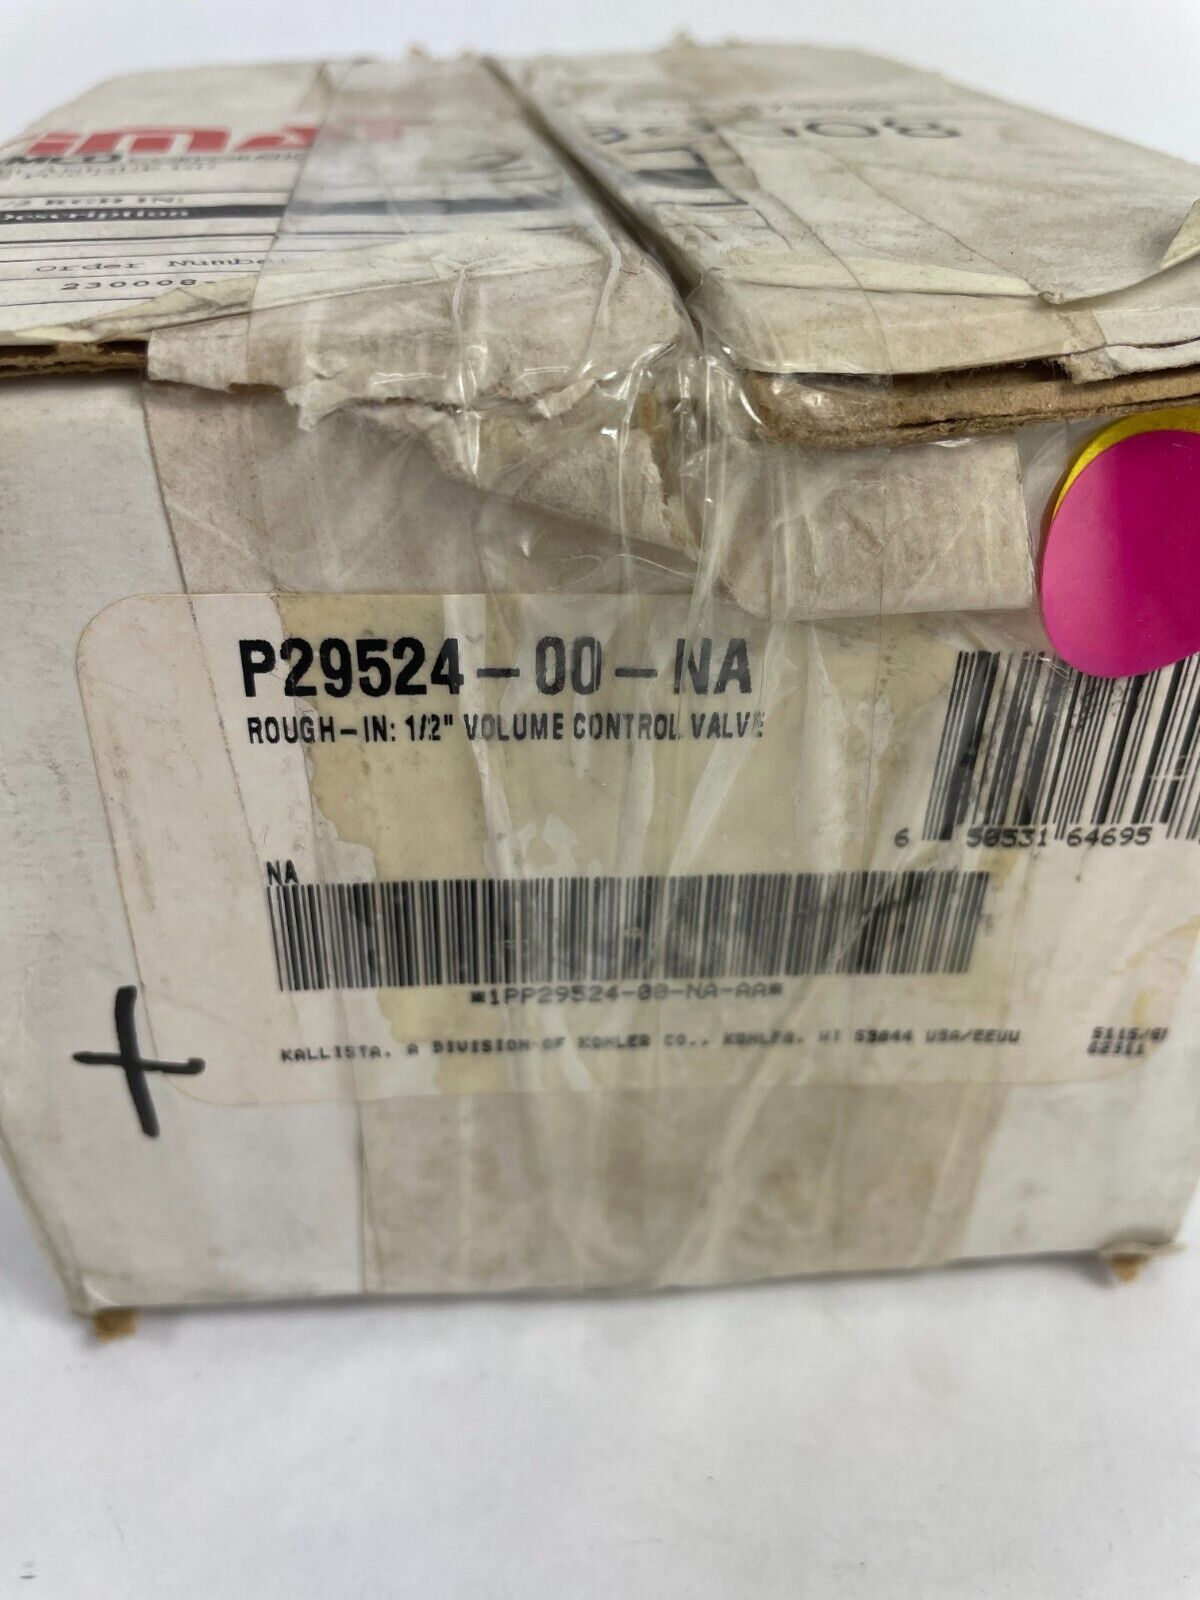 Description
Order Number
230008-
P29524-00-NA
ROUGH-IN: 1/2" VOLUME CONTROL VALVE
6 50531 64695
NA
*1PP29524-00-NA-AA*
KALLISTA, A DIVISION OF KOHLER CO., KOHLER, WI 53044 USA/EEUU